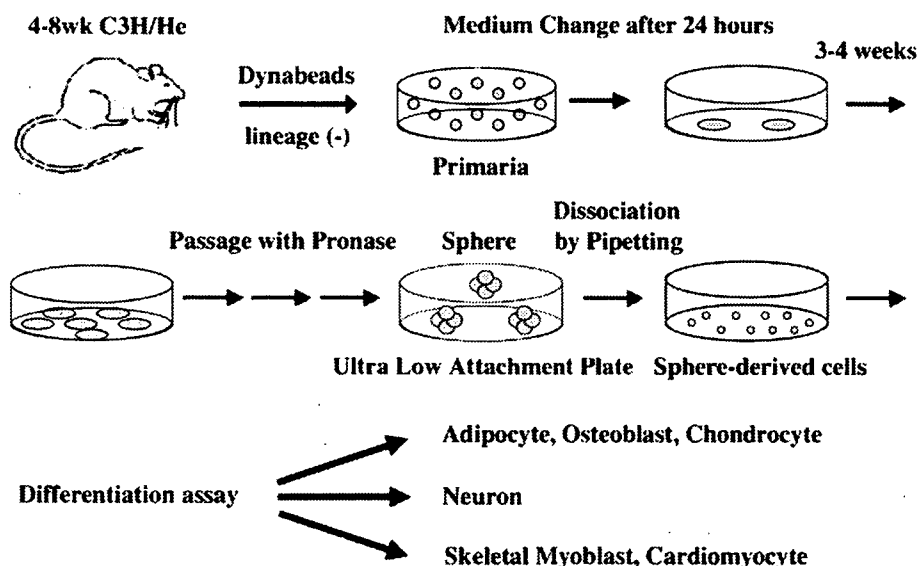 4-8wk C3H/He
Medium Change after 24 hours
3-4 weeks
Dynabeads
lineage (-)
Primaria
Passage with Pronase
Sphere
Dissociation
by Pipetting
Ultra Low Attachment Plate
Sphere-derived cells
Differentiation assay
Adipocyte, Osteoblast, Chondrocyte
Neuron
Skeletal Myoblast, Cardiomyocyte